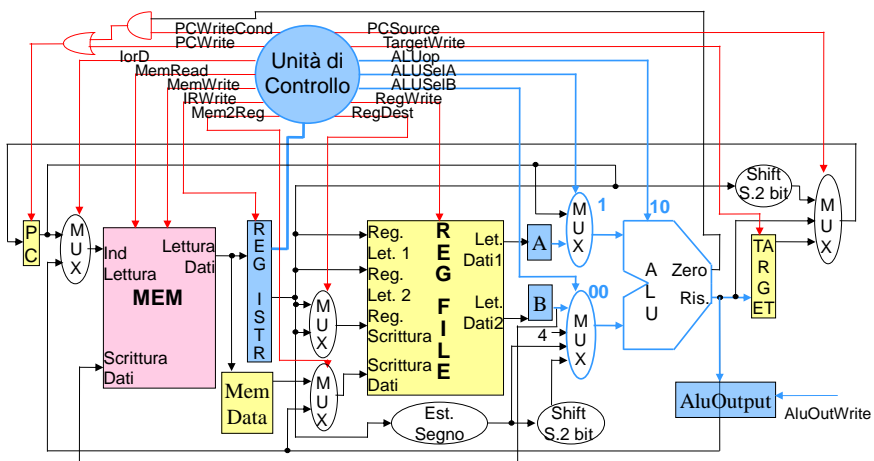 PCWriteCond
PCWrite
IorD
MemRead
MemWrite
IRWrite
Mem2Reg
Unità di
Controllo
PCSource
TargetWrite
ALUop
ALUSelA
ALUSelB
RegWrite
RegDest
P
C
M
U
X
Ind
Lettura
Lettura
Dati
MEM
Scrittura
Dati
R
E
G
I
S
T
R
Mem
Data
MUX
MUX
Reg.
Let. 1
Reg.
Let. 2
Reg.
Scrittura
Scrittura
Dati
R
E
G
F
I
L
E
Let.
Dati1
Let.
Dati2
A
B
4
M
U
X
1
M
U
X
00
10
A
L
U
Zero
Ris.
Shift
S.2 bit
M
U
X
TA
R
G
ET
Est.
Segno
Shift
S.2 bit
AluOutput
AluOutWrite